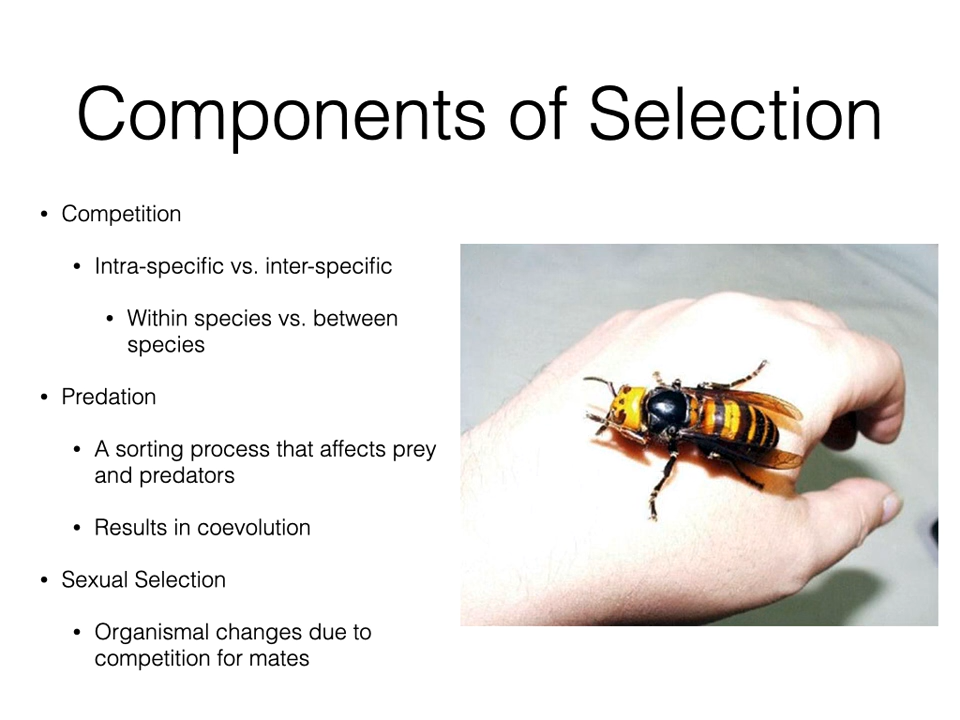 Components of Selection
• Competition
• Intra-specific vs. inter-specific
• Within species vs. between
species
• Predation
• A sorting process that affects prey
and predators
• Results in coevolution
• Sexual Selection
• Organismal changes due to
competition for mates